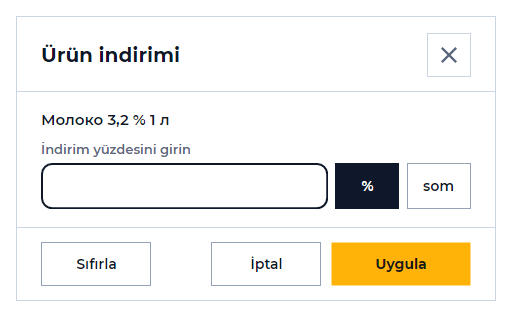 Ürün indirimi
Молоко 3,2 % 1 л
İndirim yüzdesini girin
%
som
Sıfırla
İptal
Uygula